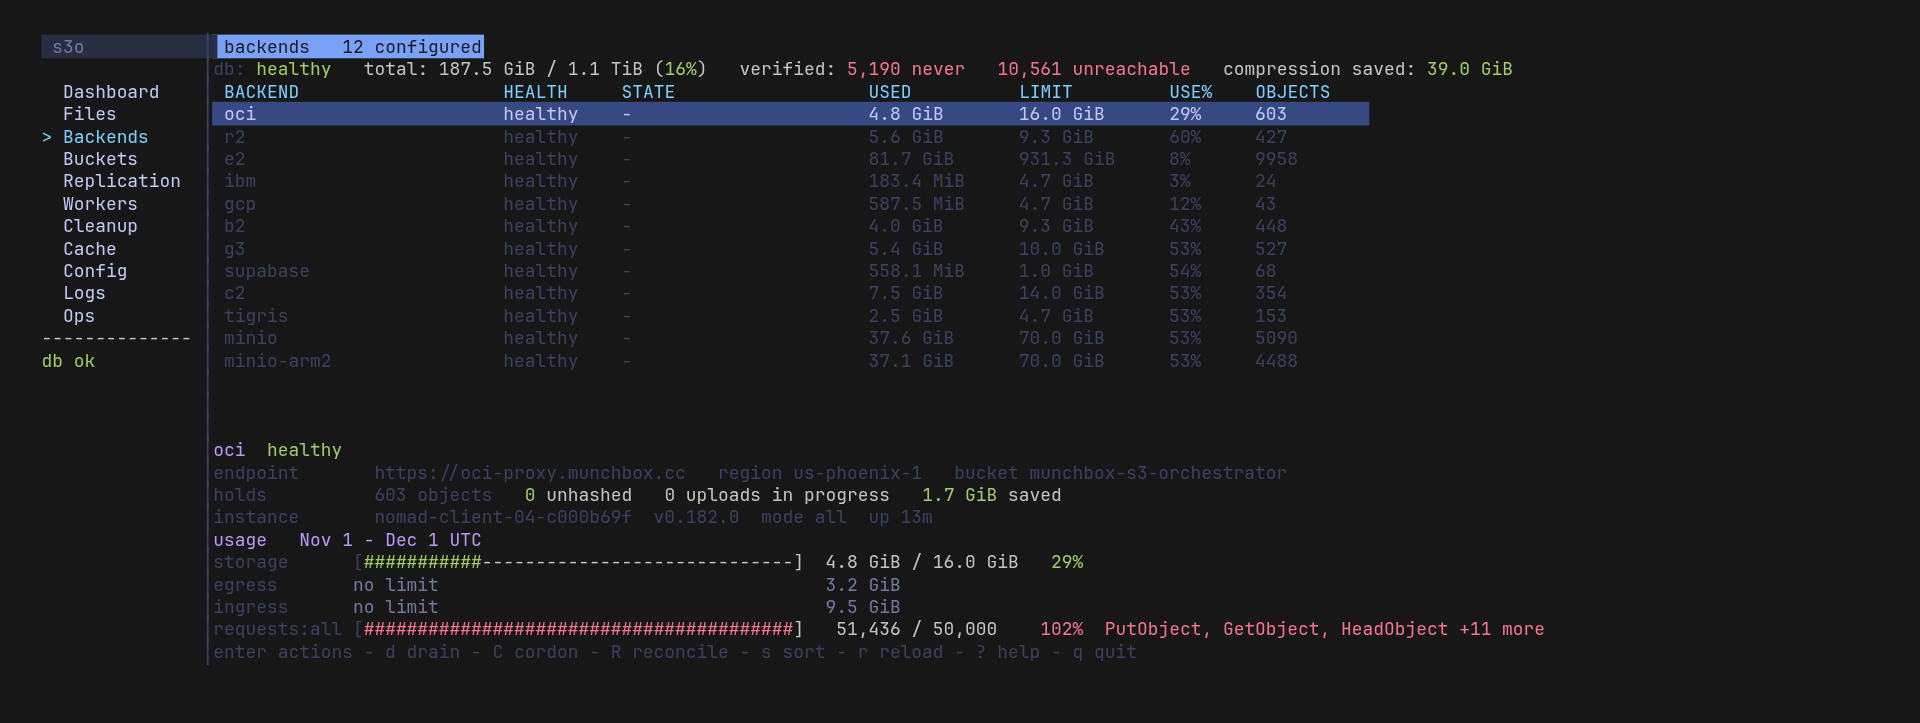 s3o
Dashboard
Files
> Backends
Buckets
Replication
Workers
Cleanup
Cache
Config
Logs
Ops
--------------
db ok
backends   12 configured
db: healthy   total: 187.5 GiB / 1.1 TiB (16%)   verified: 5,190 never   10,561 unreachable   compression saved: 39.0 GiB
BACKEND   HEALTH   STATE   USED   LIMIT   USE%   OBJECTS
oci   healthy   -   4.8 GiB   16.0 GiB   29%   603
r2   healthy   -   5.6 GiB   9.3 GiB   60%   427
e2   healthy   -   81.7 GiB   931.3 GiB   8%   9958
ibm   healthy   -   183.4 MiB   4.7 GiB   3%   24
gcp   healthy   -   587.5 MiB   4.7 GiB   12%   43
b2   healthy   -   4.0 GiB   9.3 GiB   43%   448
g3   healthy   -   5.4 GiB   10.0 GiB   53%   527
supabase   healthy   -   558.1 MiB   1.0 GiB   54%   68
c2   healthy   -   7.5 GiB   14.0 GiB   53%   354
tigris   healthy   -   2.5 GiB   4.7 GiB   53%   153
minio   healthy   -   37.6 GiB   70.0 GiB   53%   5090
minio-arm2   healthy   -   37.1 GiB   70.0 GiB   53%   4488
oci  healthy
endpoint   https://oci-proxy.munchbox.cc   region us-phoenix-1   bucket munchbox-s3-orchestrator
holds   603 objects   0 unhashed   0 uploads in progress   1.7 GiB saved
instance   nomad-client-04-c000b69f  v0.182.0  mode all  up 13m
usage   Nov 1 - Dec 1 UTC
storage   [###########-----------------------------]  4.8 GiB / 16.0 GiB   29%
egress   no limit   3.2 GiB
ingress   no limit   9.5 GiB
requests:all [########################################]   51,436 / 50,000    102%  PutObject, GetObject, HeadObject +11 more
enter actions - d drain - C cordon - R reconcile - s sort - r reload - ? help - q quit